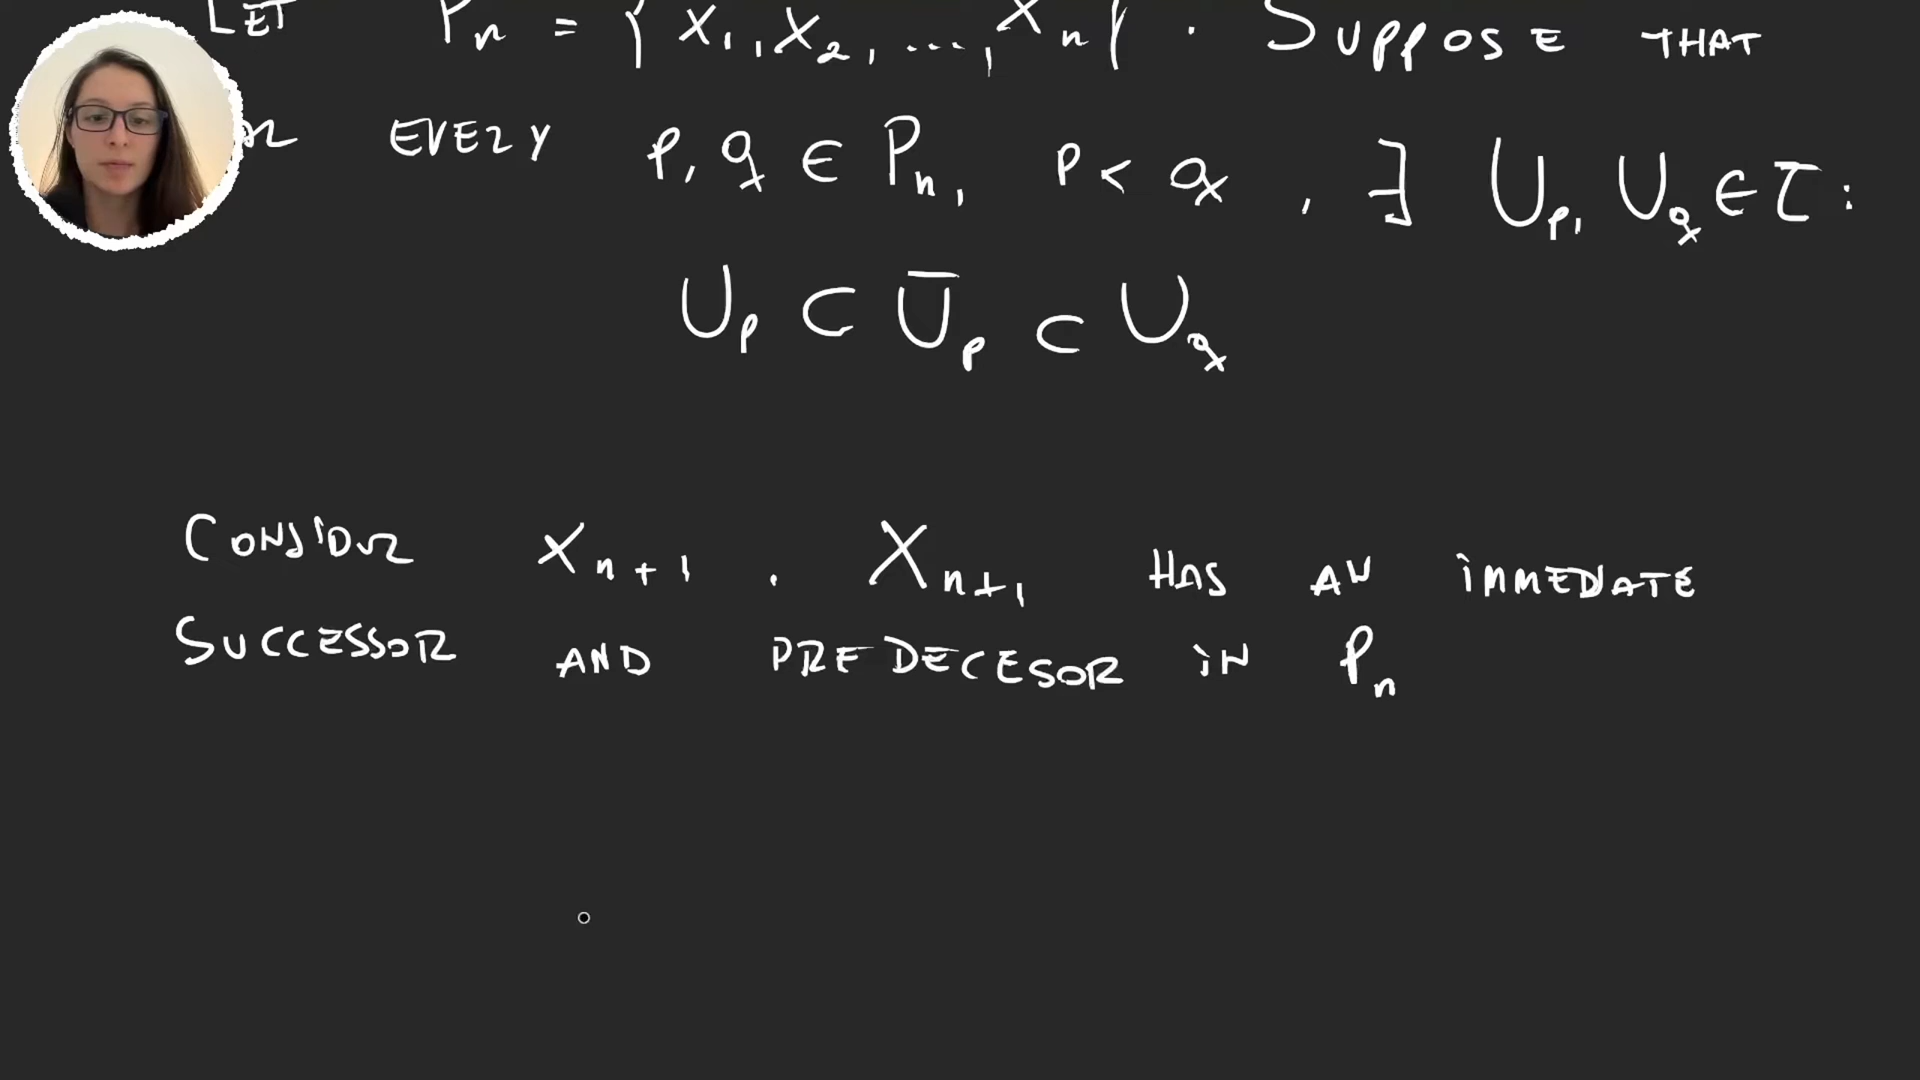 LET Pn = {x₁, x₂, ..., xn} . SUPPOSE THAT
EVERY p, q ∈ Pn, p < q , ∃ Up, Uq ∈ τ :
Up ⊂ Ūp ⊂ Uq
CONSIDER xn+1 . Xn+1 HAS AN iMMEDIATE
SUCCESSOR AND PREDECESOR iN Pn